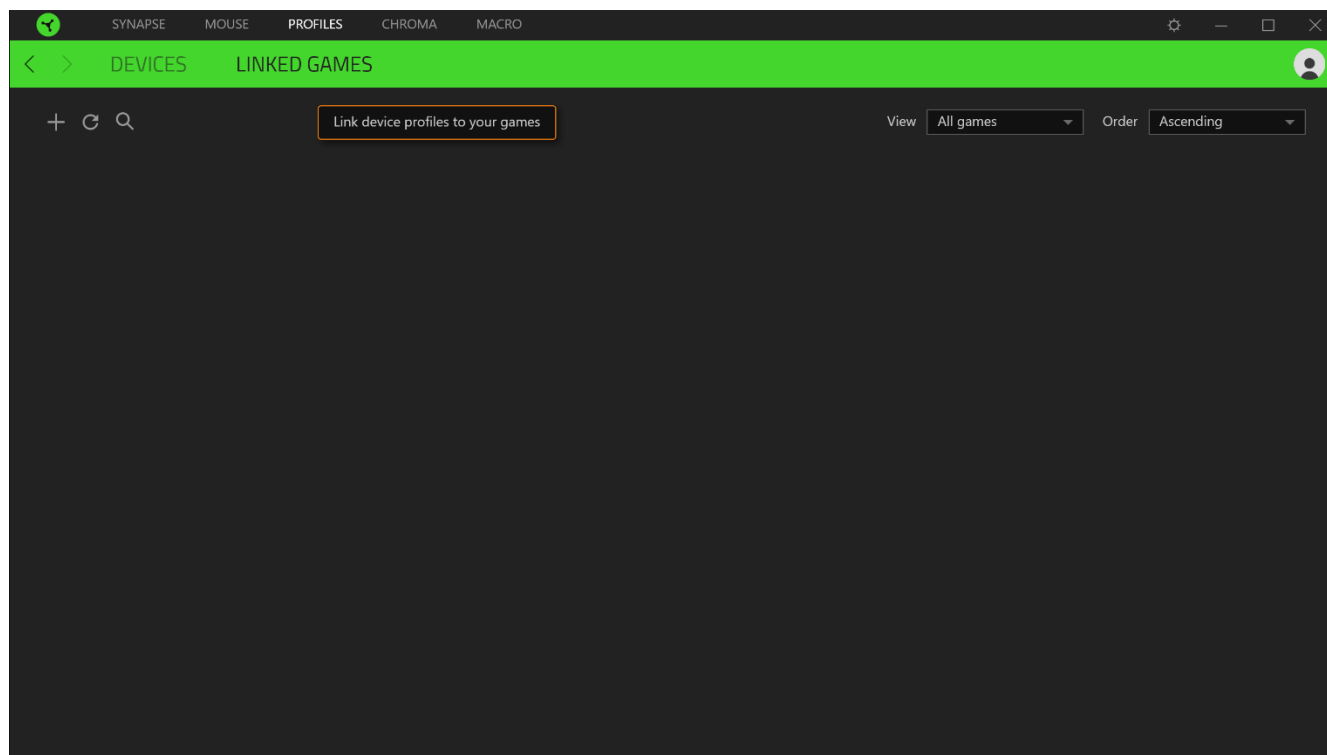 SYNAPSE MOUSE PROFILES CHROMA MACRO
DEVICES LINKED GAMES
Link device profiles to your games View All games Order Ascending